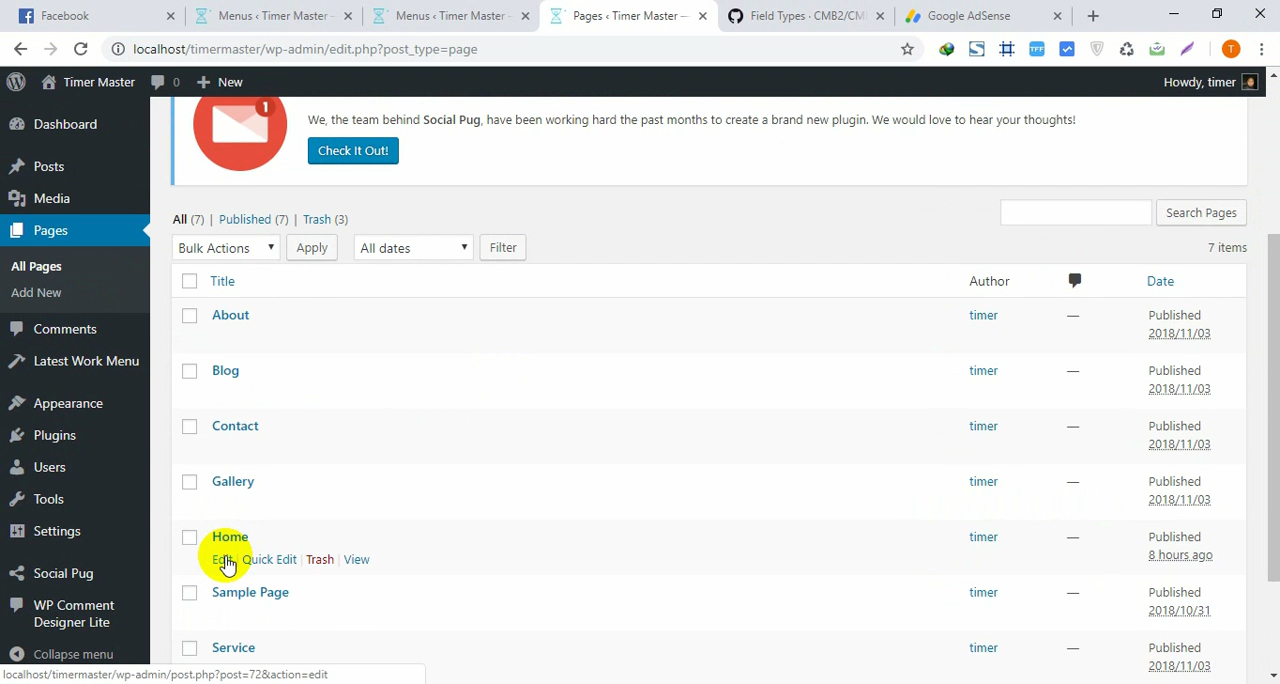 Facebook
Menus ‹ Timer Master —
Menus ‹ Timer Master —
Pages ‹ Timer Master —
Field Types · CMB2/CM
Google AdSense
localhost/timermaster/wp-admin/edit.php?post_type=page
TFF
T
Timer Master
0
New
Howdy, timer
Dashboard
Posts
Media
Pages
All Pages
Add New
Comments
Latest Work Menu
Appearance
Plugins
Users
Tools
Settings
Social Pug
WP Comment
Designer Lite
Collapse menu
1
We, the team behind Social Pug, have been working hard the past months to create a brand new plugin. We would love to hear your thoughts!
Check It Out!
All (7) | Published (7) | Trash (3)
Search Pages
Bulk Actions
Apply
All dates
Filter
7 items
Title
Author
Date
About
timer
—
Published
2018/11/03
Blog
timer
—
Published
2018/11/03
Contact
timer
—
Published
2018/11/03
Gallery
timer
—
Published
2018/11/03
Home
timer
—
Published
8 hours ago
Edit | Quick Edit | Trash | View
Sample Page
timer
—
Published
2018/10/31
Service
timer
—
Published
2018/11/03
localhost/timermaster/wp-admin/post.php?post=72&action=edit